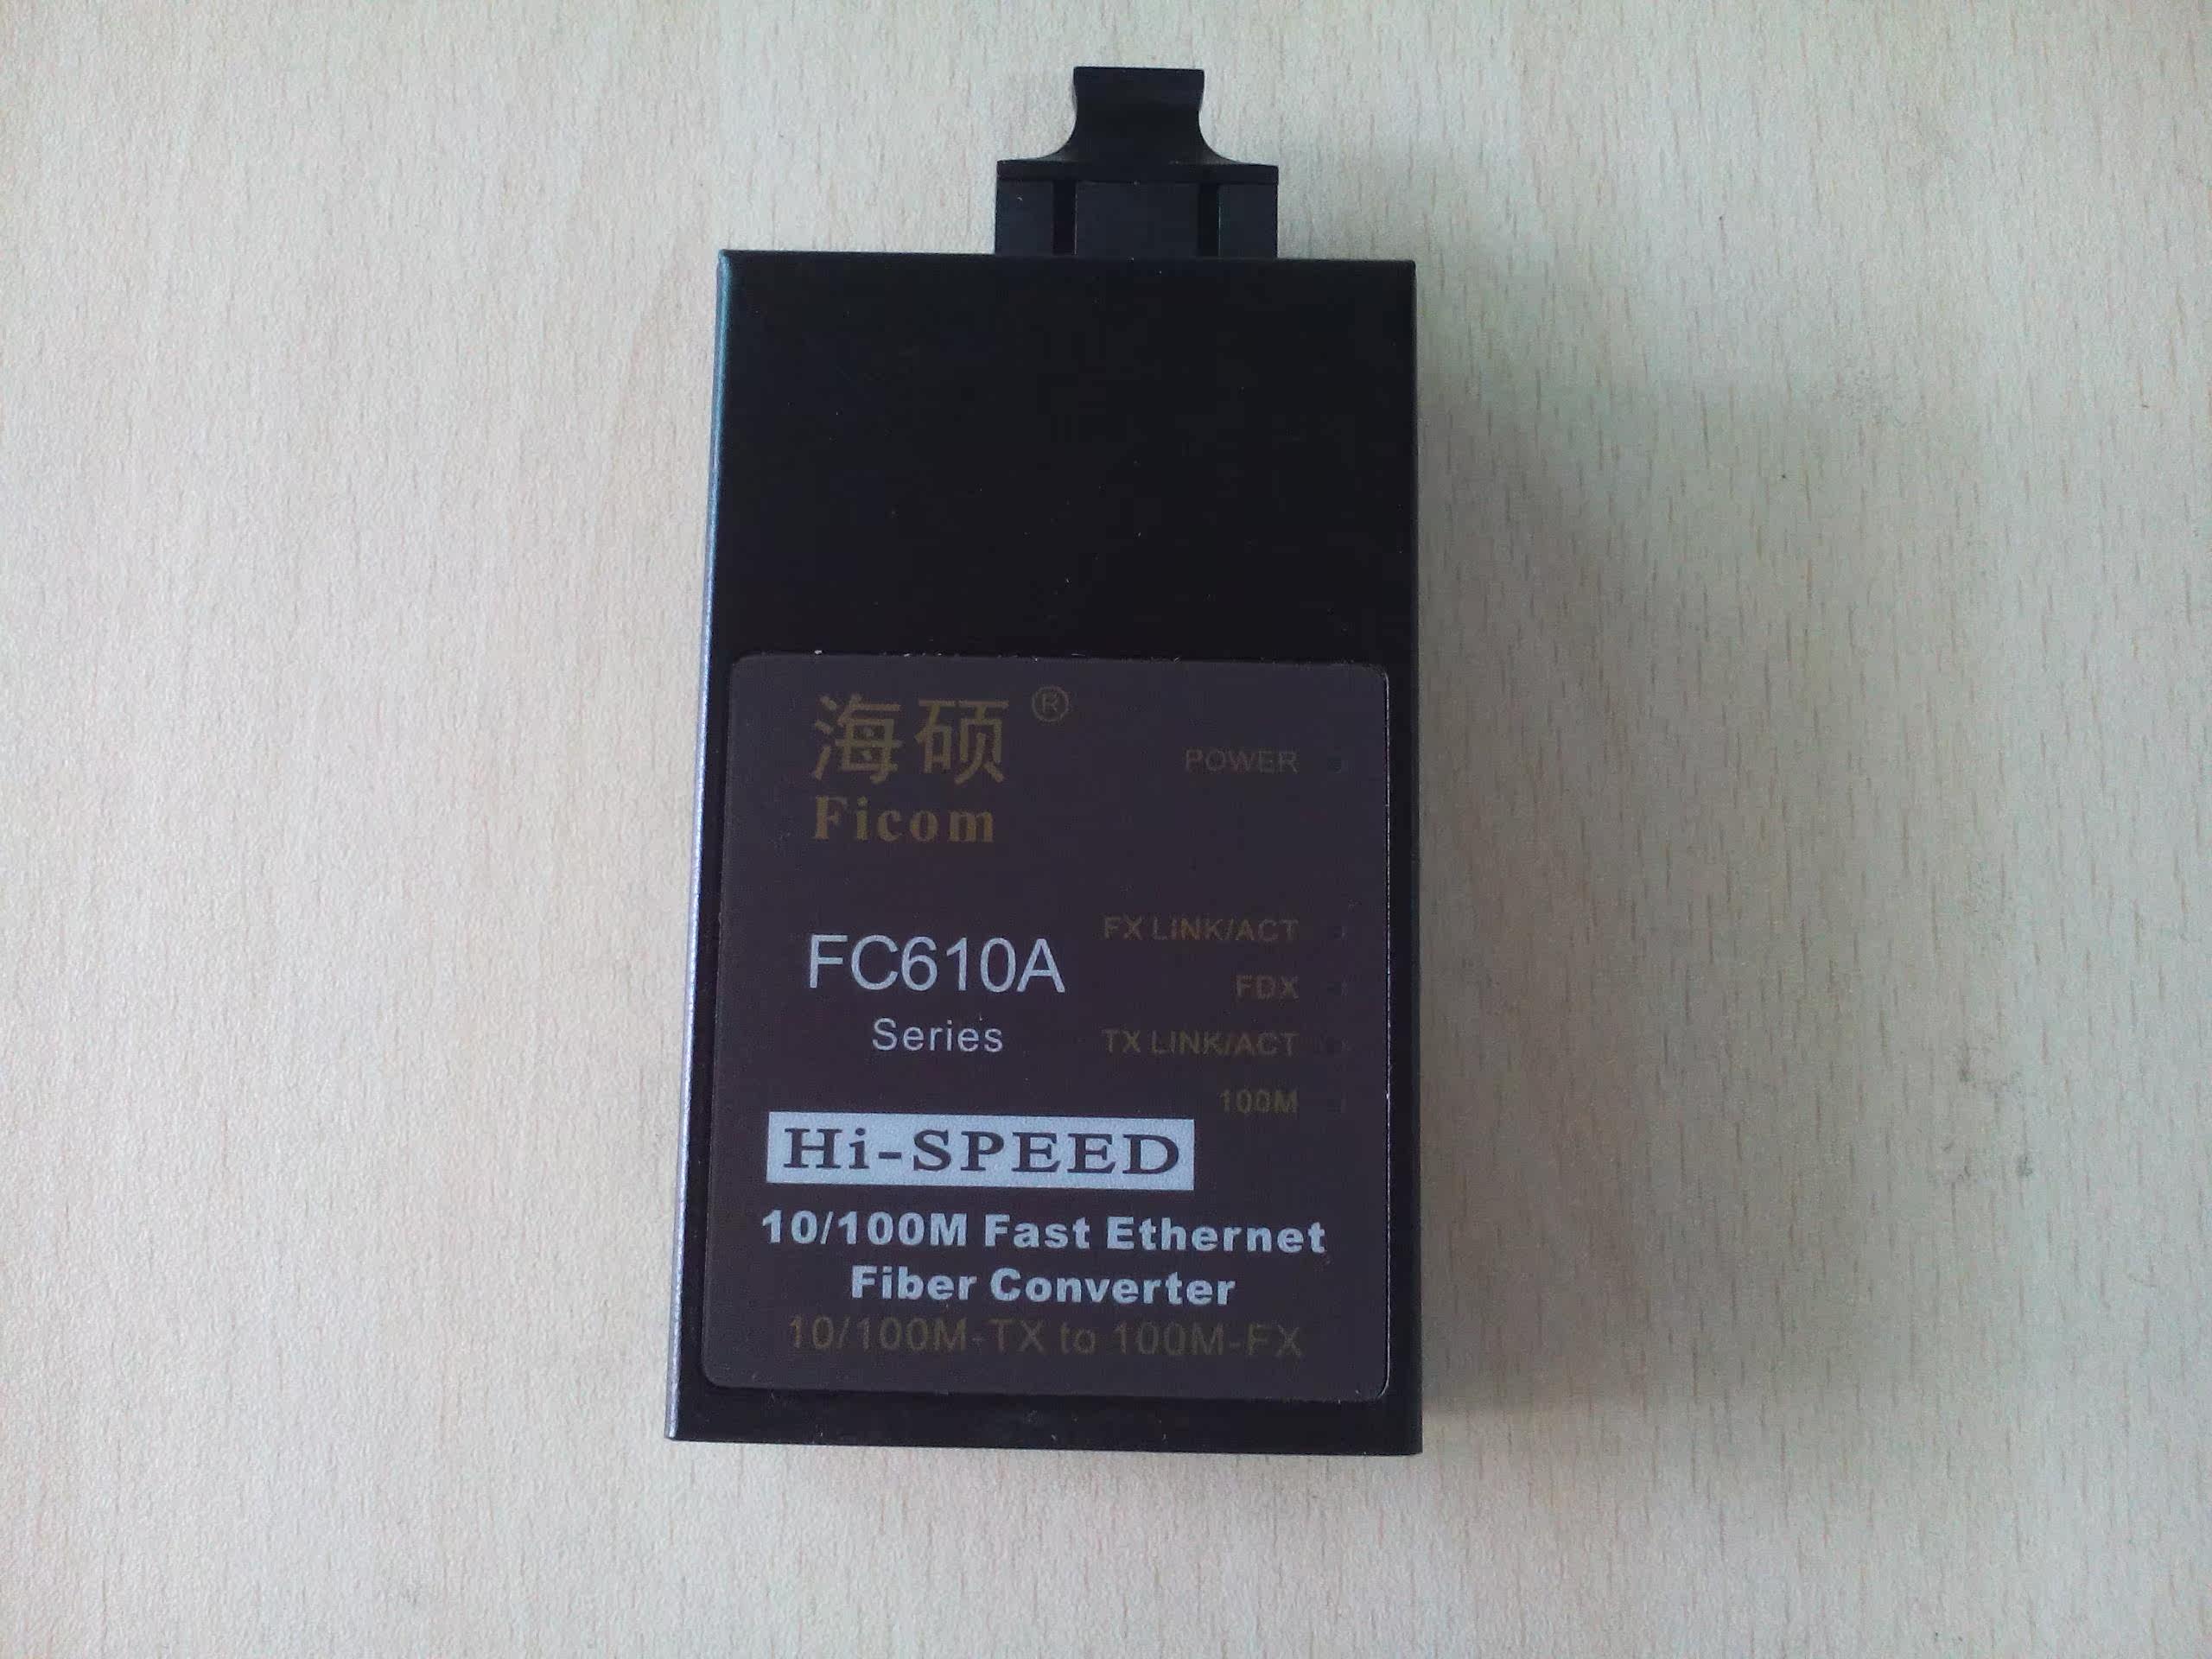 海硕®
Ficom
POWER
FX LINK/ACT
FC610A
FDX
Series
TX LINK/ACT
100M
Hi-SPEED
10/100M Fast Ethernet
Fiber Converter
10/100M-TX to 100M-FX